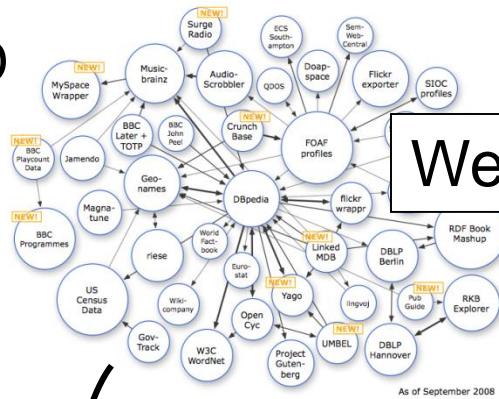 NEW!
Surge
Radio
ECS
South-
ampton
Sem-
Web-
Central
NEW!
MySpace
Wrapper
Music-
brainz
Audio-
Scrobbler
QDOS
Doap-
space
Flickr
exporter
SIOC
profiles
NEW!
BBC
Playcount
Data
Jamendo
BBC
Later +
TOTP
BBC
John
Peel
NEW!
Crunch
Base
FOAF
profiles
We
Geo-
names
DBpedia
flickr
wrappr
Magna-
tune
NEW!
BBC
Programmes
riese
World
Fact-
book
Euro-
stat
NEW!
Linked
MDB
DBLP
Berlin
RDF Book
Mashup
US
Census
Data
Wiki-
company
Open
Cyc
NEW!
Yago
lingvoj
NEW!
Pub
Guide
RKB
Explorer
Gov-
Track
W3C
WordNet
Project
Guten-
berg
NEW!
UMBEL
DBLP
Hannover
As of September 2008